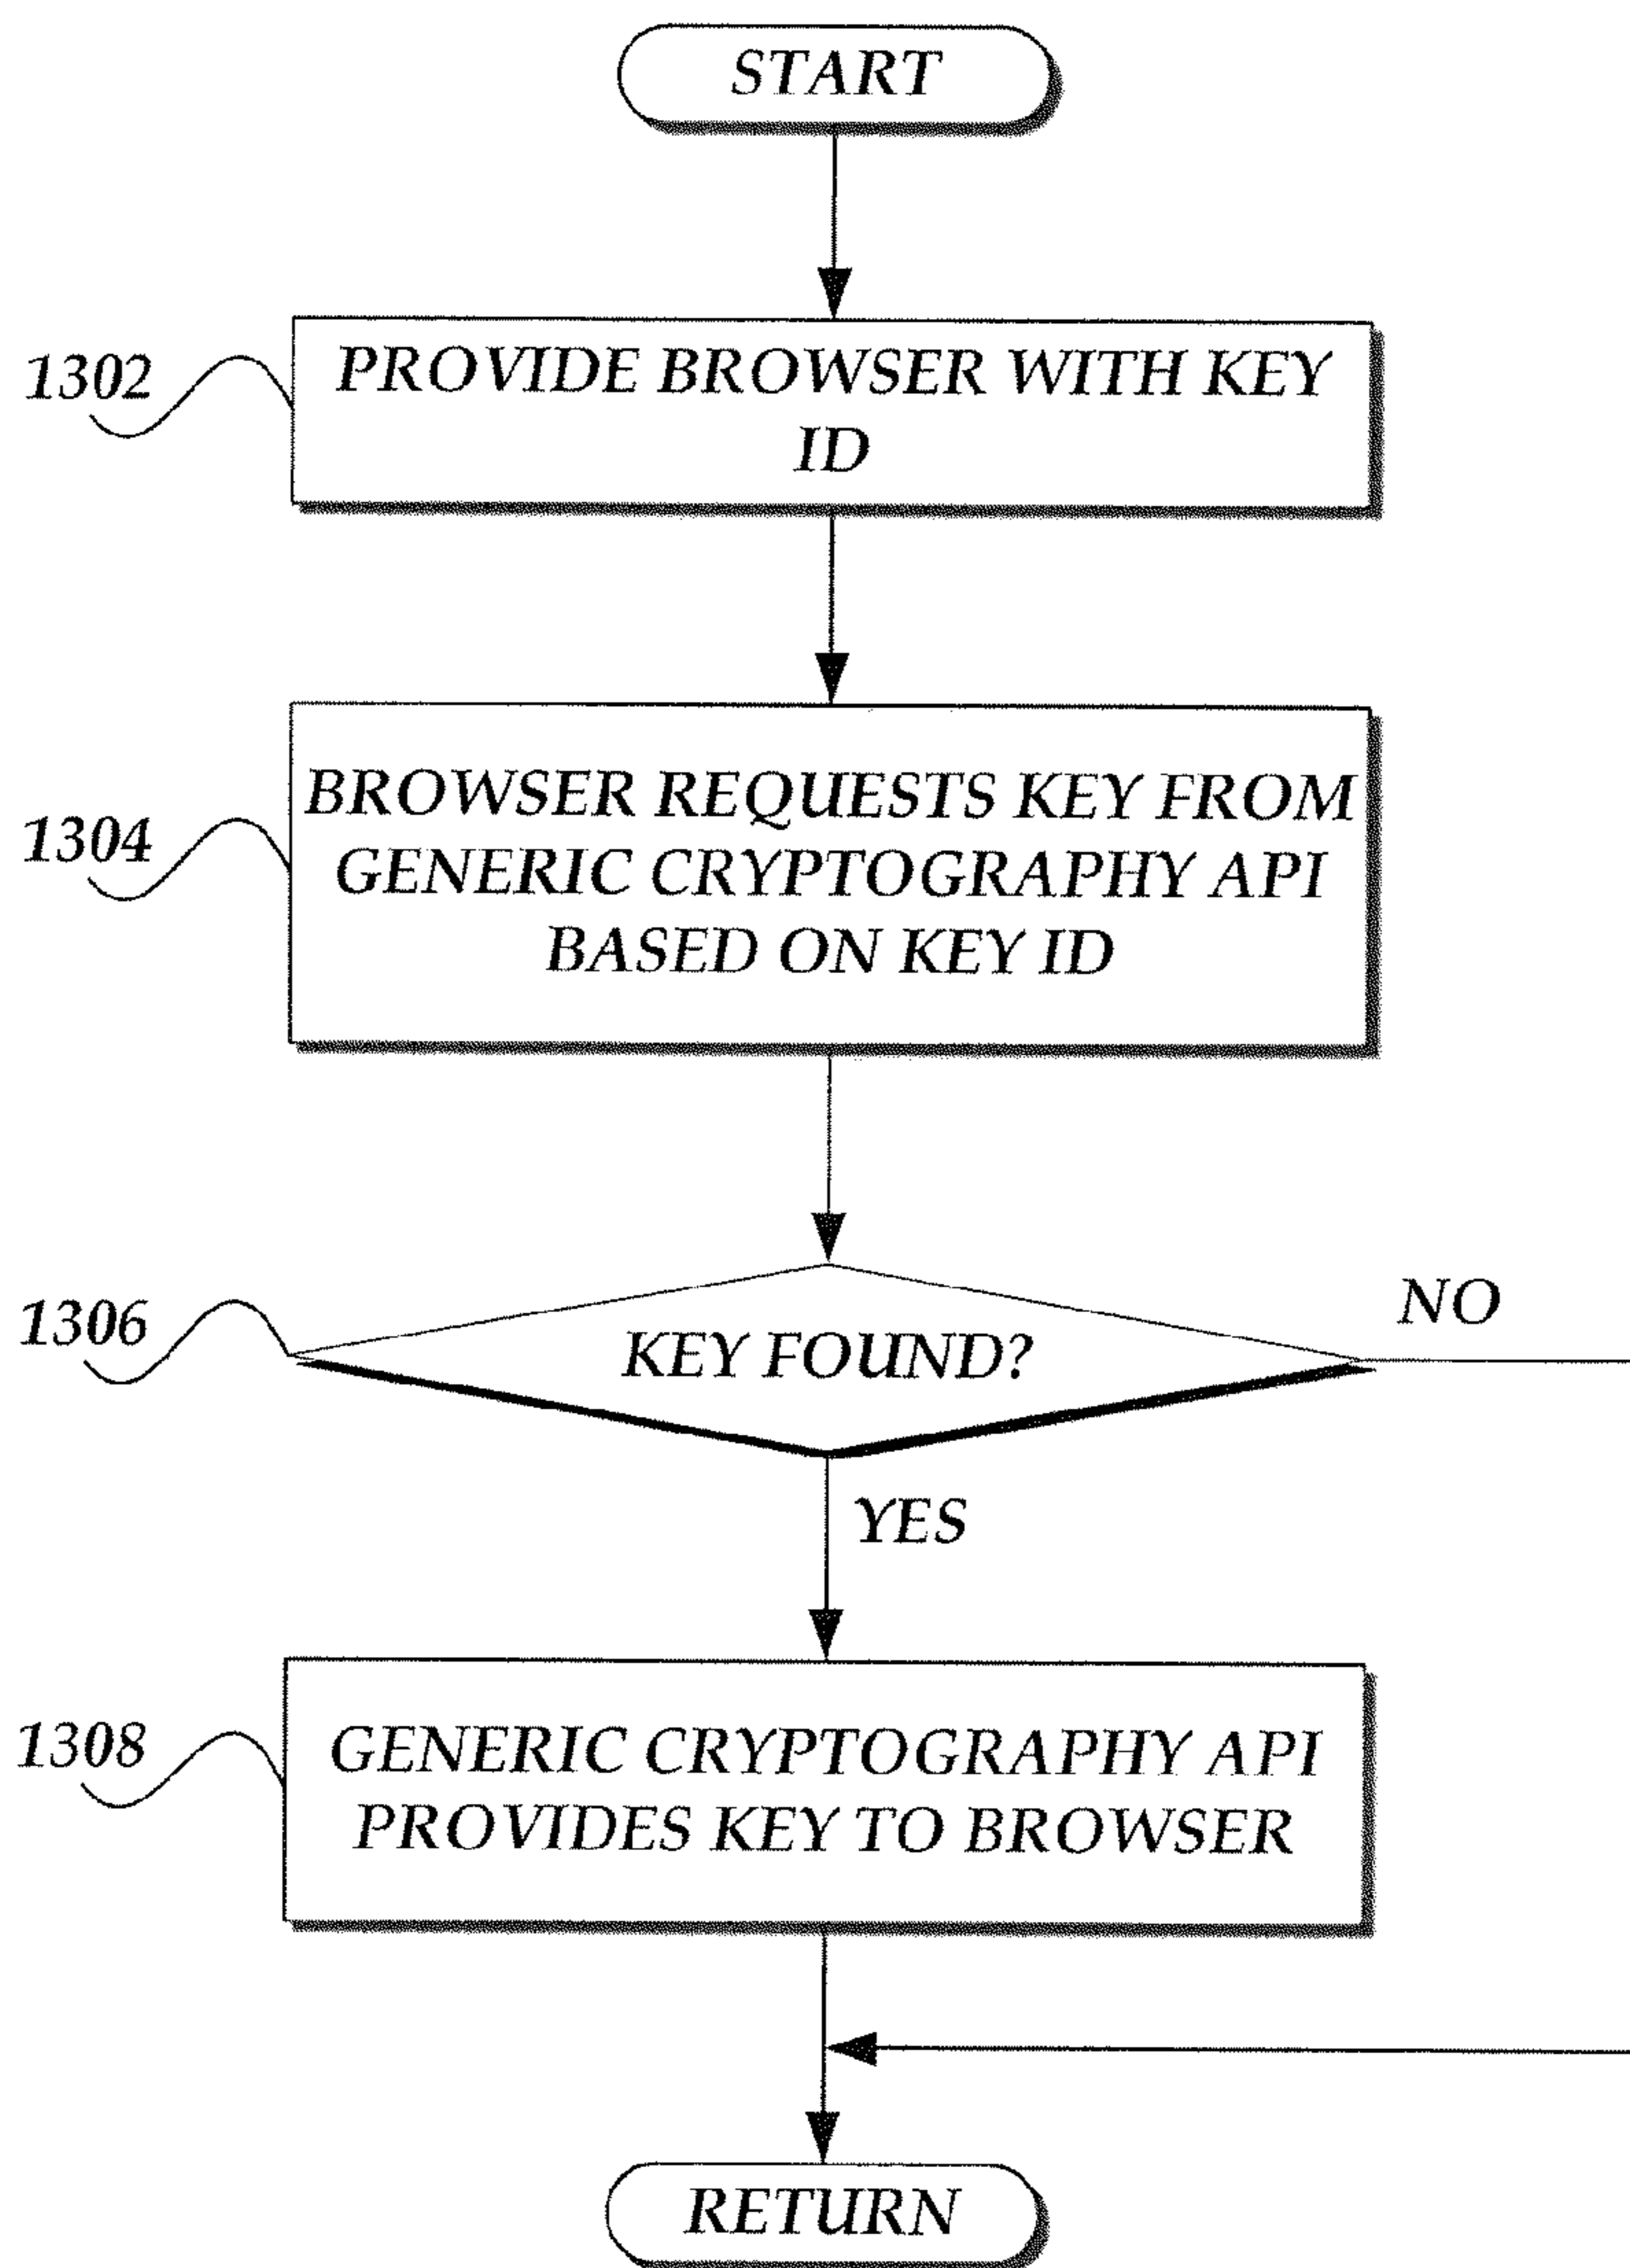 START
1302
PROVIDE BROWSER WITH KEY
ID
1304
BROWSER REQUESTS KEY FROM
GENERIC CRYPTOGRAPHY API
BASED ON KEY ID
1306
KEY FOUND?
NO
YES
1308
GENERIC CRYPTOGRAPHY API
PROVIDES KEY TO BROWSER
RETURN